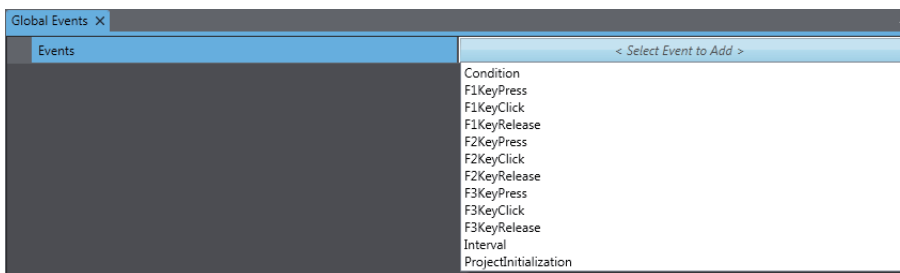 Global Events X
Events
< Select Event to Add >
Condition
F1KeyPress
F1KeyClick
F1KeyRelease
F2KeyPress
F2KeyClick
F2KeyRelease
F3KeyPress
F3KeyClick
F3KeyRelease
Interval
ProjectInitialization